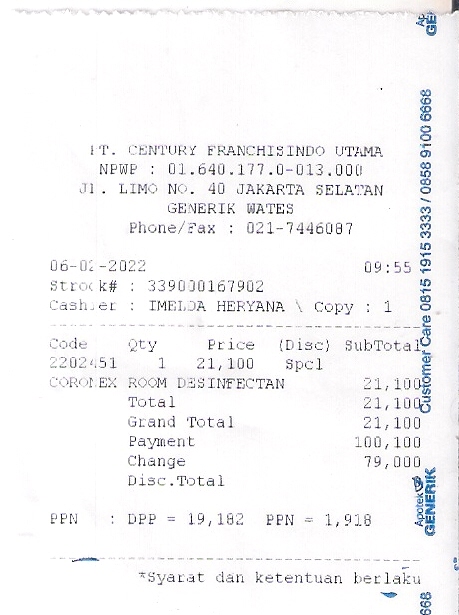 PT. CENTURY FRANCHISINDO UTAMA
NPWP : 01.640.177.0-013.000
Jl. LIMO NO. 40 JAKARTA SELATAN
GENERIK WATES
Phone/Fax : 021-7446087
06-02-2022 09:55
Strock# : 339000167902
Cashier : IMELDA HERYANA \ Copy : 1
Code Qty Price (Disc) SubTotal
2202451 1 21,100 Spcl
CORONEX ROOM DESINFECTAN 21,100
Total 21,100
Grand Total 21,100
Payment 100,100
Change 79,000
Disc.Total
PPN : DPP = 19,182 PPN = 1,918
*Syarat dan ketentuan berlaku
Customer Care 0815 1915 3333 / 0858 9100 6668
Apotek
GENERIK
Ap
GE
668